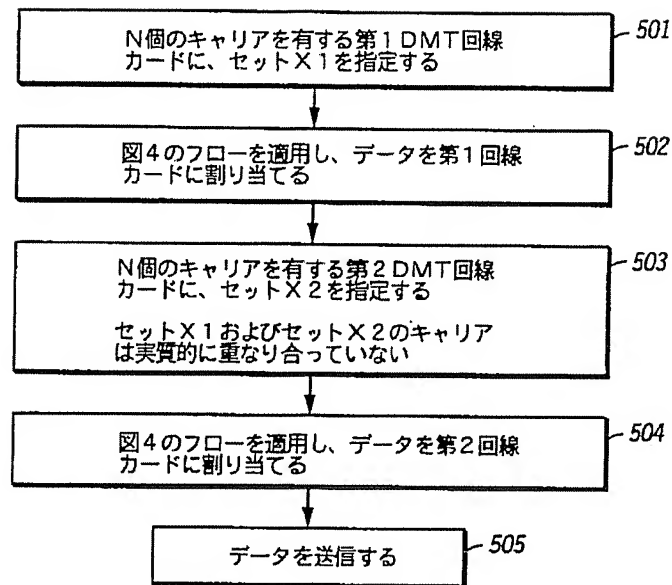 N個のキャリアを有する第1DMT回線
カードに、セットX1を指定する
501
図4のフローを適用し、データを第1回線
カードに割り当てる
502
N個のキャリアを有する第2DMT回線
カードに、セットX2を指定する
セットX1およびセットX2のキャリア
は実質的に重なり合っていない
503
図4のフローを適用し、データを第2回線
カードに割り当てる
504
データを送信する
505